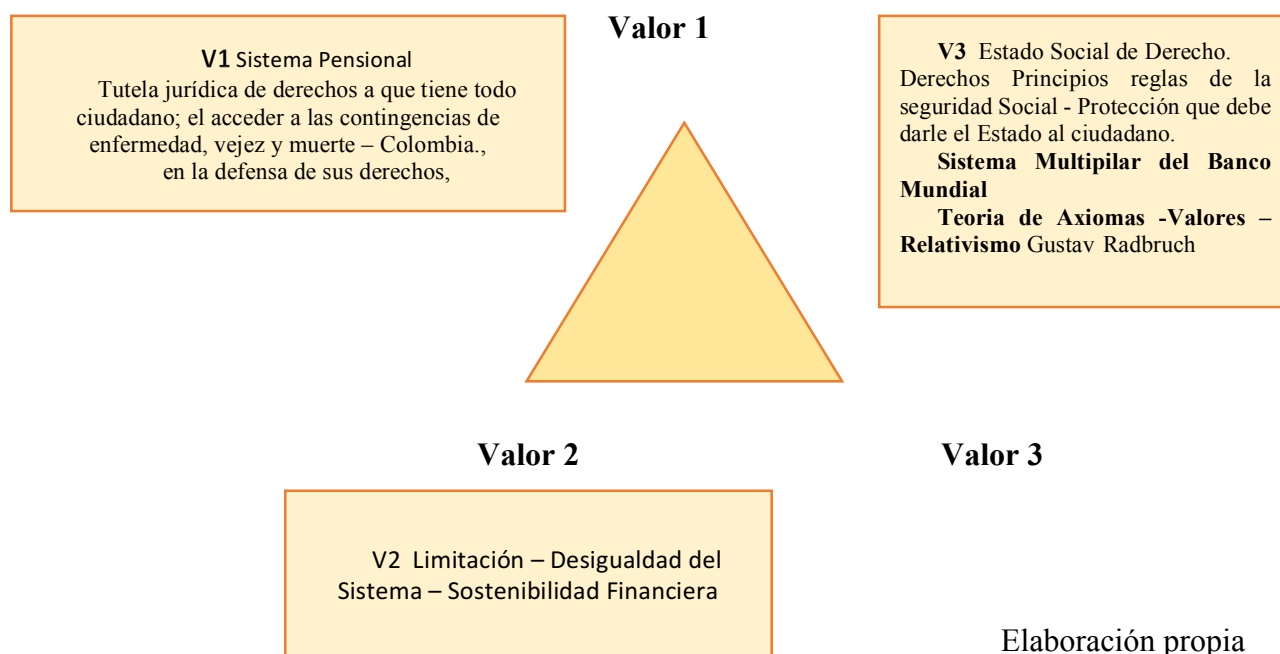 Valor 1
V1 Sistema Pensional
Tutela jurídica de derechos a que tiene todo
ciudadano; el acceder a las contingencias de
enfermedad, vejez y muerte – Colombia.,
en la defensa de sus derechos,
V3 Estado Social de Derecho.
Derechos Principios reglas de la
seguridad Social - Protección que debe
darle el Estado al ciudadano.
Sistema Multipilar del Banco
Mundial
Teoria de Axiomas -Valores –
Relativismo Gustav Radbruch
Valor 2
Valor 3
V2 Limitación – Desigualdad del
Sistema – Sostenibilidad Financiera
Elaboración propia